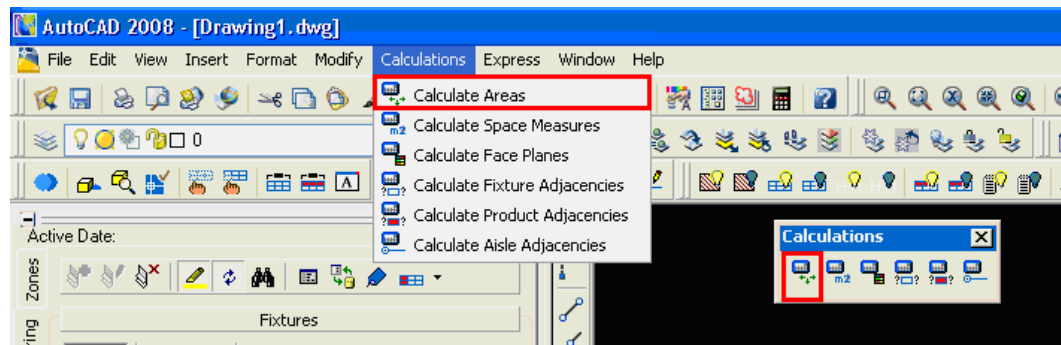 AutoCAD 2008 - [Drawing1.dwg]
File Edit View Insert Format Modify Calculations Express Window Help
Calculate Areas
Calculate Space Measures
Calculate Face Planes
Calculate Fixture Adjacencies
Calculate Product Adjacencies
Calculate Aisle Adjacencies
0
Active Date:
Zones
Fixtures
Calculations